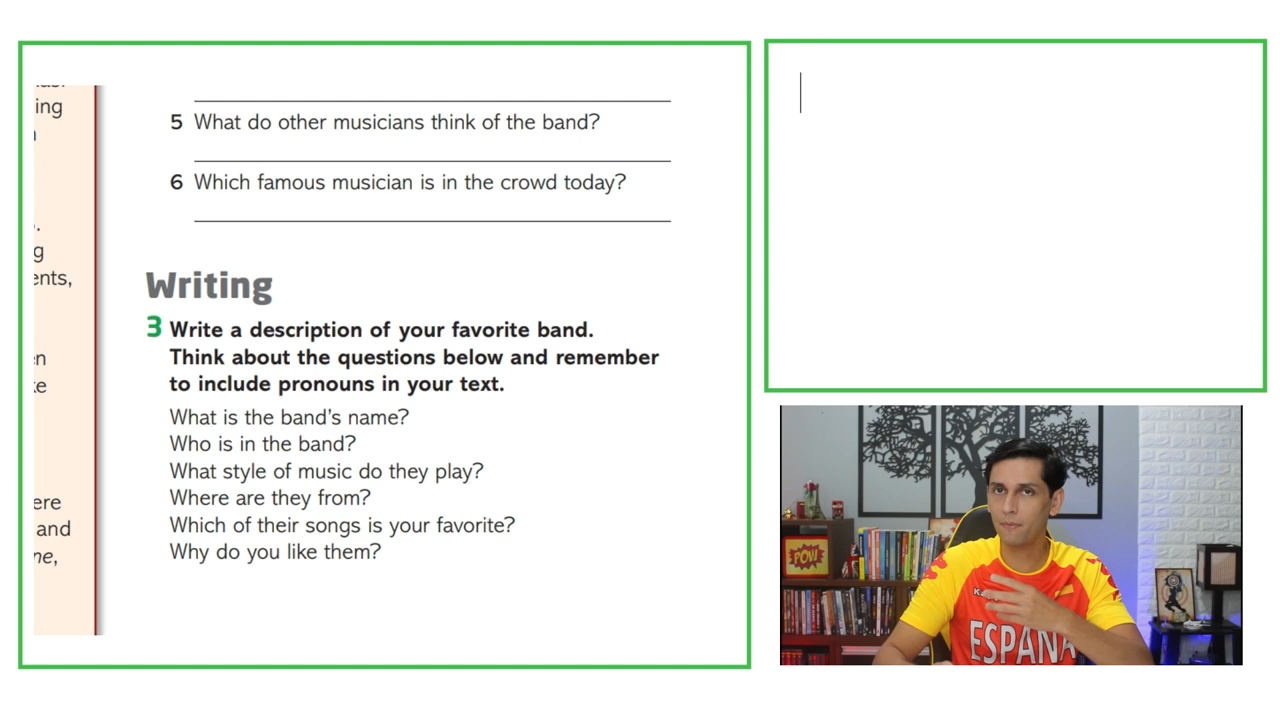 ing
g
ents,
en
ere
and
ne,
5 What do other musicians think of the band?
6 Which famous musician is in the crowd today?
Writing
3 Write a description of your favorite band.
Think about the questions below and remember
to include pronouns in your text.
What is the band's name?
Who is in the band?
What style of music do they play?
Where are they from?
Which of their songs is your favorite?
Why do you like them?
POW
ESPAÑA